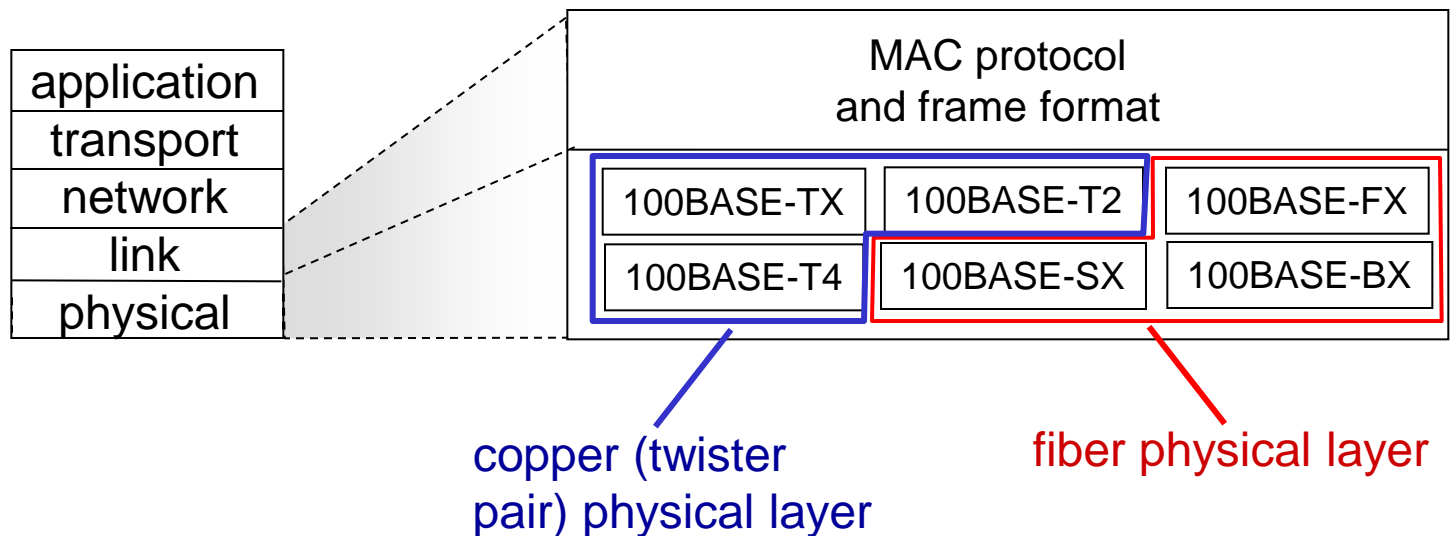 application
transport
network
link
physical
MAC protocol
and frame format
100BASE-TX
100BASE-T2
100BASE-FX
100BASE-T4
100BASE-SX
100BASE-BX
copper (twister
pair) physical layer
fiber physical layer